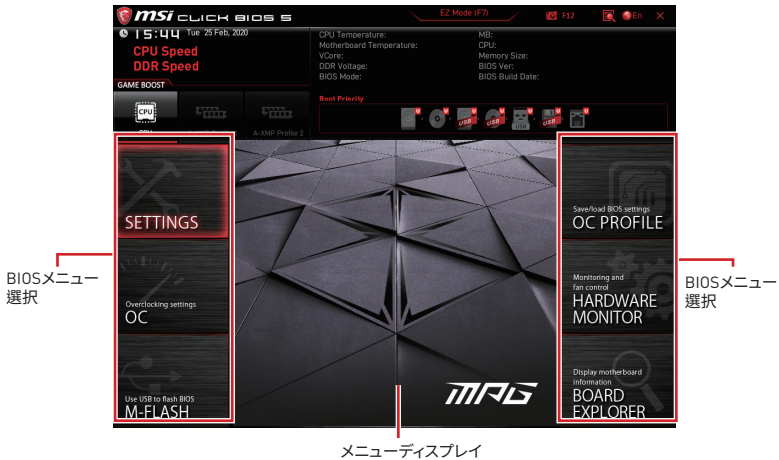 msi CLICK BIOS 5
EZ Mode (F7)
F12
En
15:44 Tue 25 Feb, 2020
CPU Speed
DDR Speed
CPU Temperature:
Motherboard Temperature:
VCore:
DDR Voltage:
BIOS Mode:
MB:
CPU:
Memory Size:
BIOS Ver:
BIOS Build Date:
GAME BOOST
CPU
CPU
A-XMP Profile 2
Boot Priority
U U U U U U U
USB USB USB USB
SETTINGS
Overclocking settings
OC
Use USB to flash BIOS
M-FLASH
Save/load BIOS settings
OC PROFILE
Monitoring and
fan control
HARDWARE
MONITOR
Display motherboard
information
BOARD
EXPLORER
MPG
BIOSメニュー
選択
BIOSメニュー
選択
メニューディスプレイ